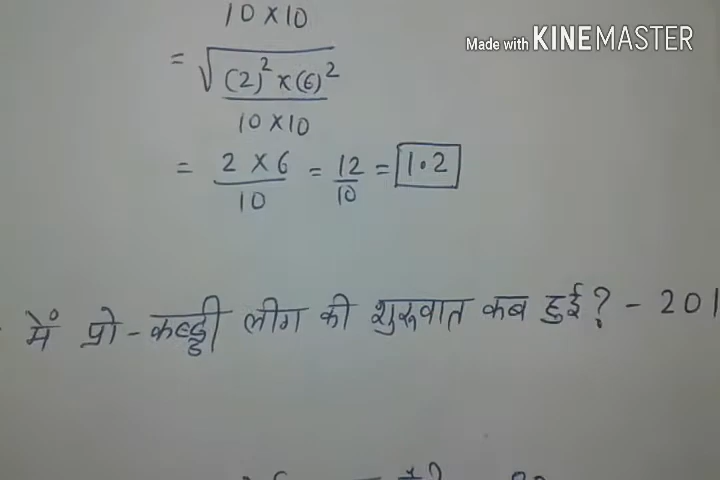 10 × 10
Made with KINEMASTER
= √(2)² × (6)²
10 × 10
= 2 × 6 = 12 = 1.2
10 10
में प्रो - कबड्डी लीग की शुरूवात कब हुई? - 201